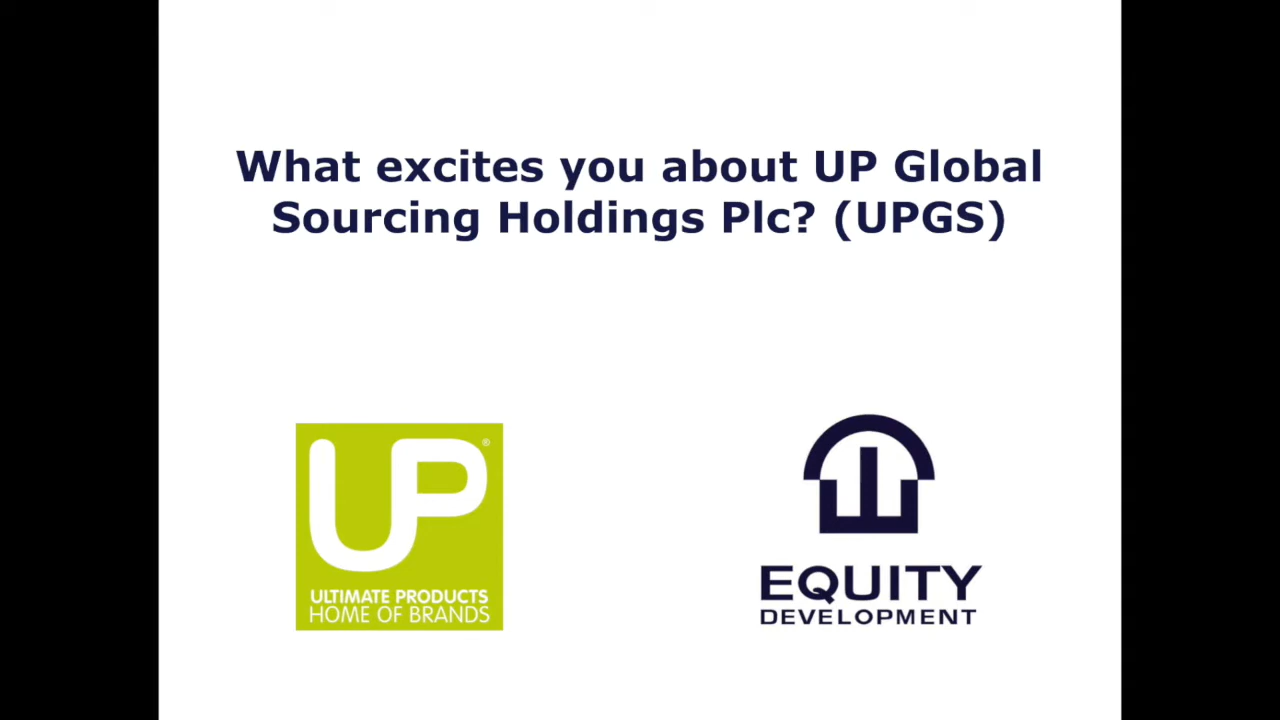 What excites you about UP Global
Sourcing Holdings Plc? (UPGS)
UP®
ULTIMATE PRODUCTS
HOME OF BRANDS
EQUITY
DEVELOPMENT